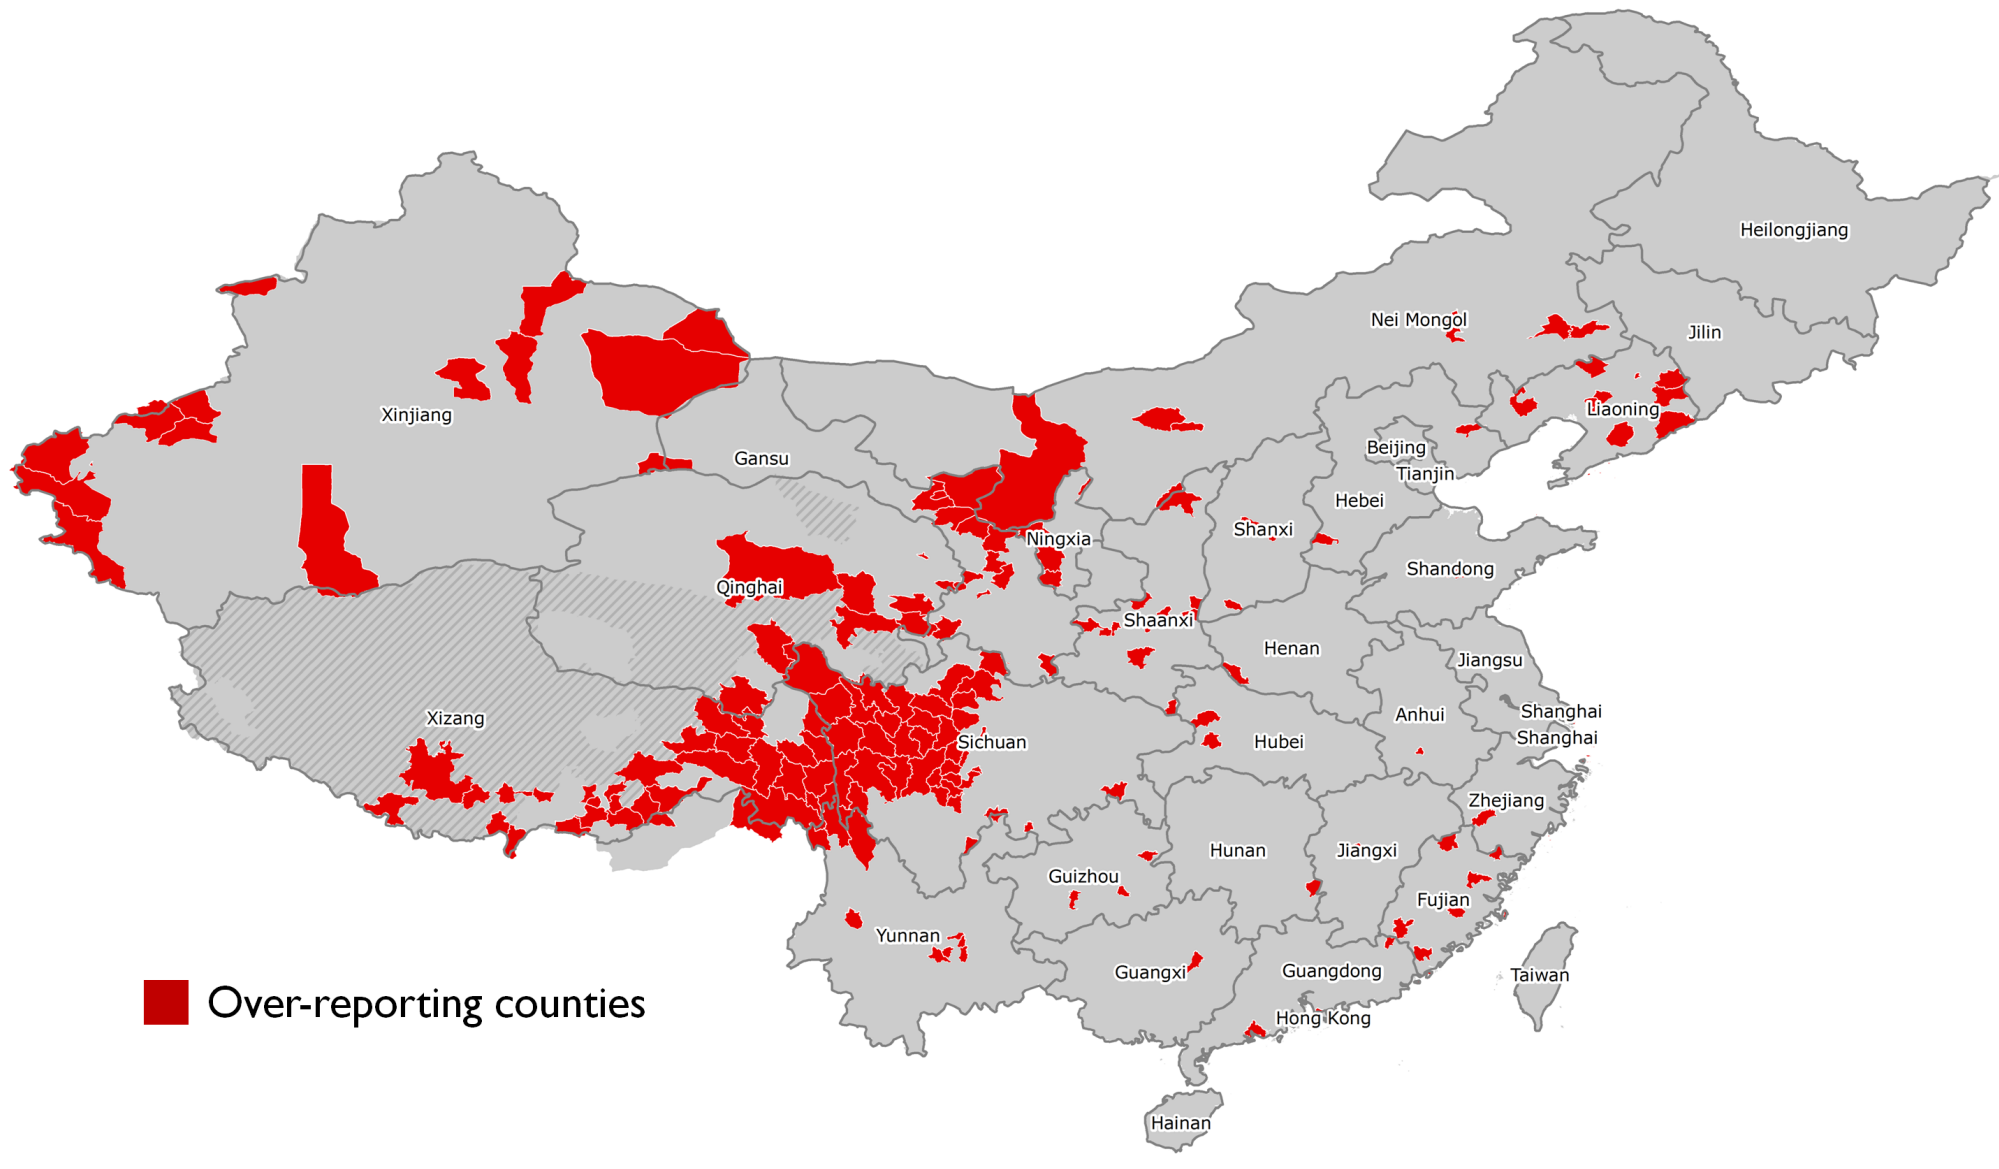 Heilongjiang
Nei Mongol
Jilin
Xinjiang
Liaoning
Beijing
Gansu
Tianjin
Hebei
Shanxi
Ningxia
Shandong
Qinghai
Shaanxi
Henan
Jiangsu
Xizang
Anhui
Shanghai
Sichuan
Hubei
Shanghai
Zhejiang
Hunan
Jiangxi
Guizhou
Fujian
Yunnan
Guangxi
Guangdong
Taiwan
Over-reporting counties
Hong Kong
Hainan